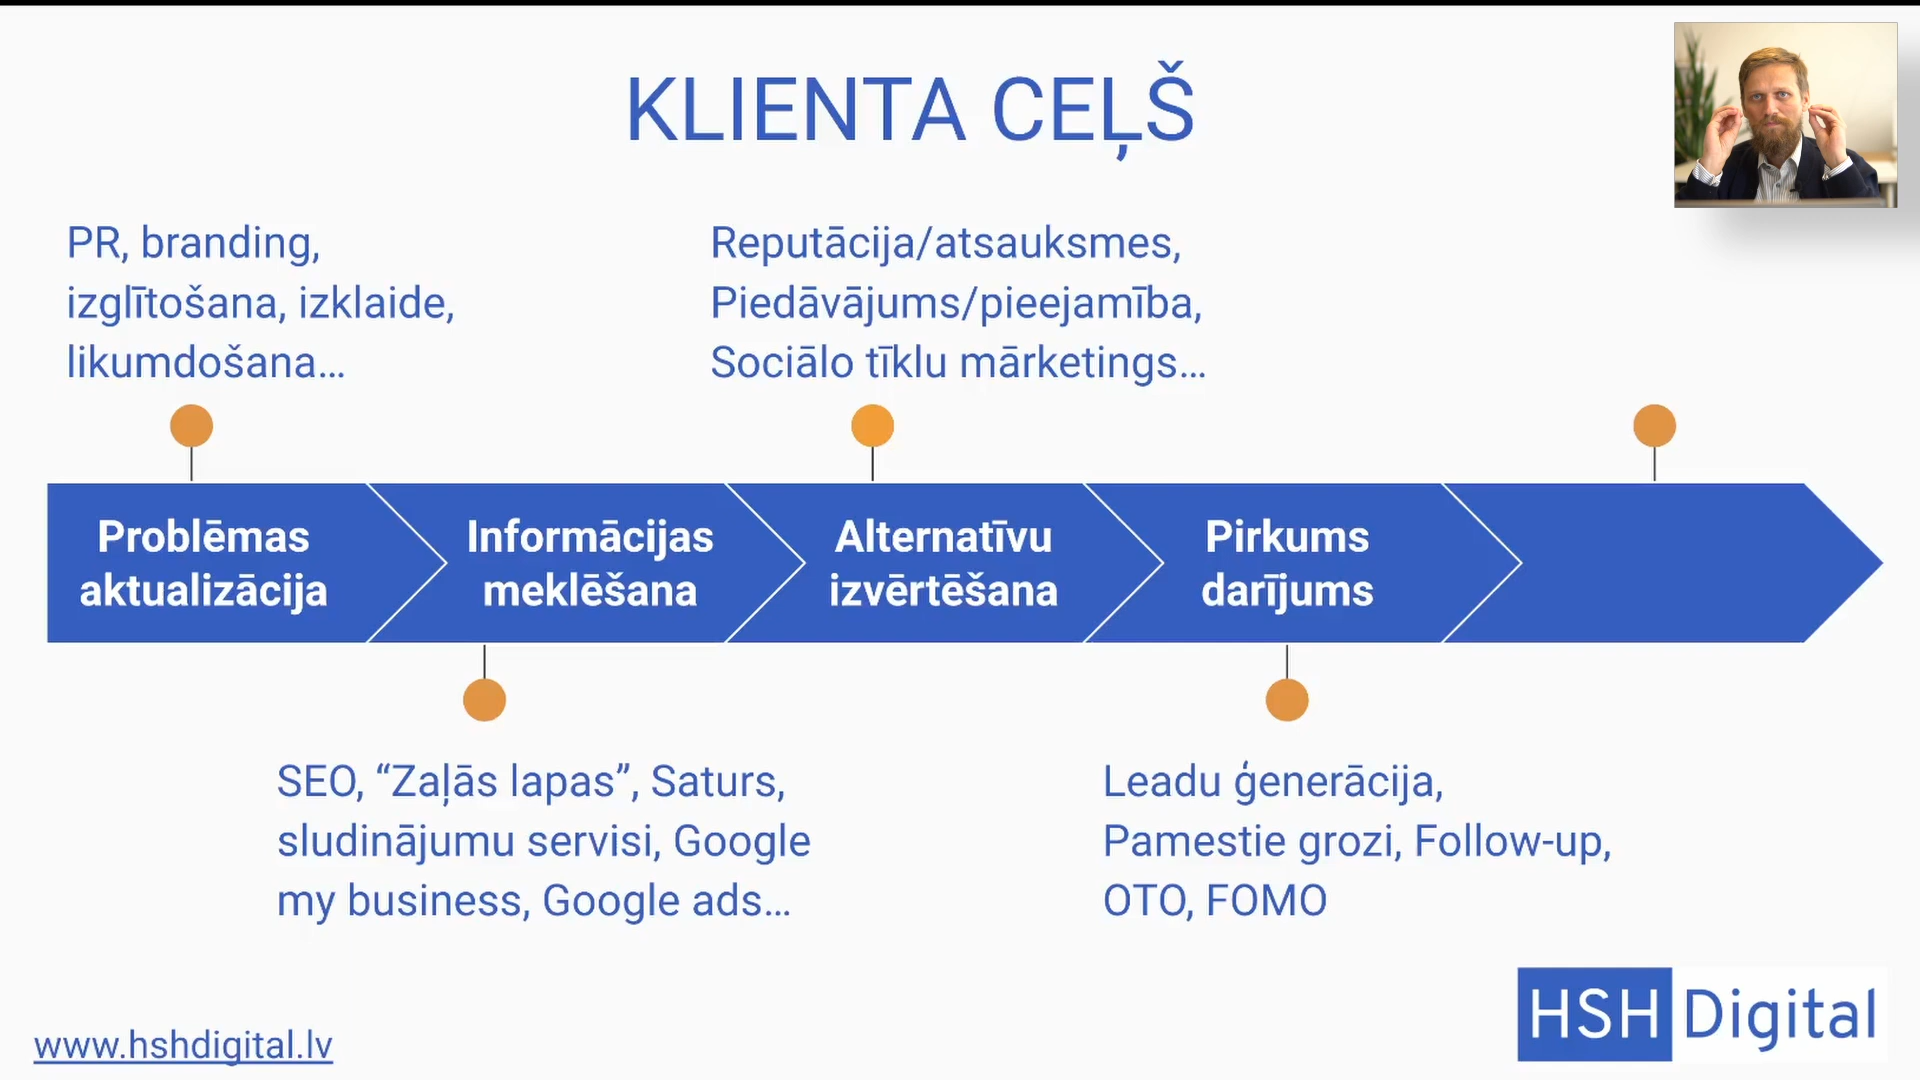 KLIENTA CEĻŠ
PR, branding,
izglītošana, izklaide,
likumdošana...
Reputācija/atsauksmes,
Piedāvājums/pieejamība,
Sociālo tīklu mārketings...
Problēmas
aktualizācija
Informācijas
meklēšana
Alternatīvu
izvērtēšana
Pirkums
darījums
SEO, “Zaļās lapas”, Saturs,
sludinājumu servisi, Google
my business, Google ads...
Leadu ģenerācija,
Pamestie grozi, Follow-up,
OTO, FOMO
www.hshdigital.lv
HSH Digital